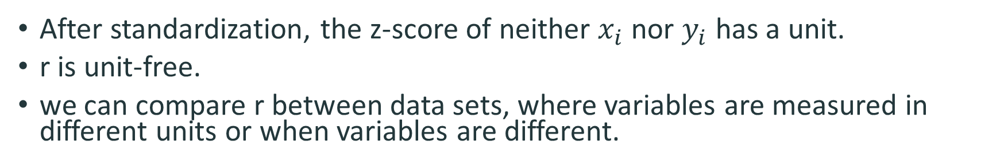 • After standardization, the z-score of neither 𝑥ᵢ nor 𝑦ᵢ has a unit.
• r is unit-free.
• we can compare r between data sets, where variables are measured in
different units or when variables are different.